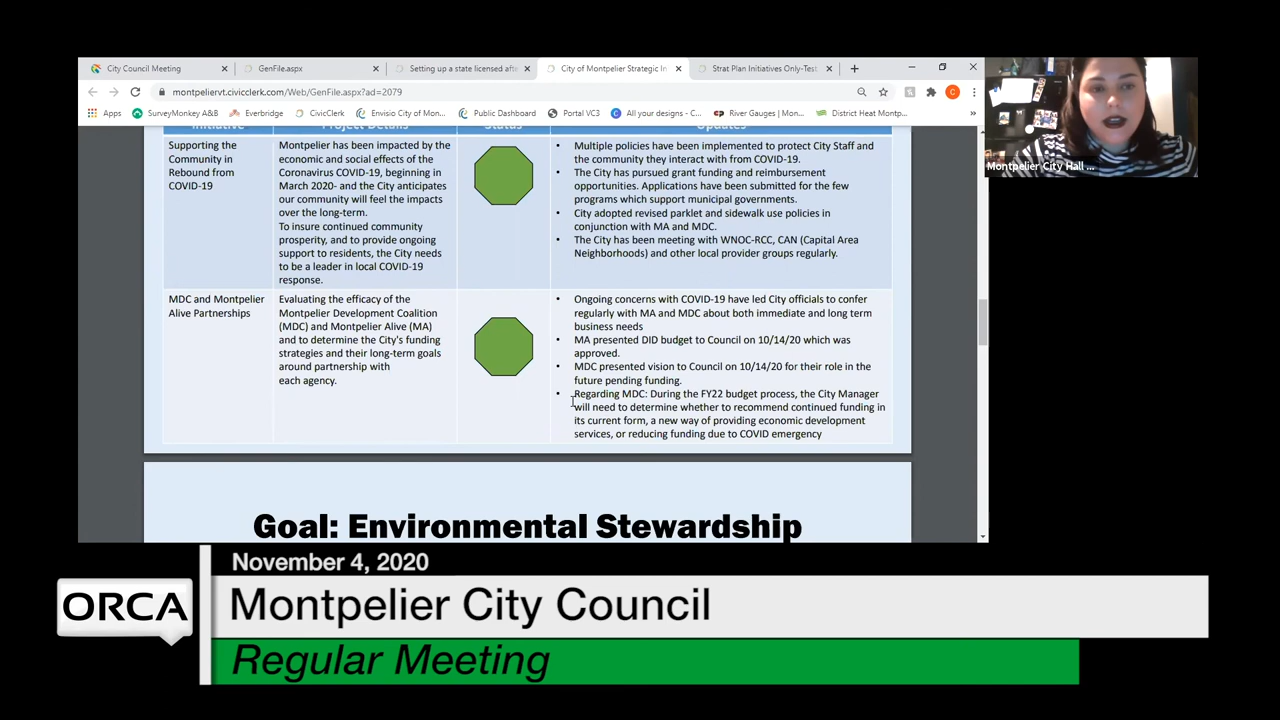 City Council Meeting
GenFile.aspx
Setting up a state licensed afte
City of Montpelier Strategic In
Strat Plan Initiatives Only-Test
montpeliervt.civicclerk.com/Web/GenFile.aspx?ad=2079
Apps
SurveyMonkey A&B
Everbridge
CivicClerk
Envisio City of Mon...
Public Dashboard
Portal VC3
All your designs - C...
River Gauges | Mo...
District Heat Montp...
Initiative
Project Details
Status
Updates
Supporting the
Community in
Rebound from
COVID-19
Montpelier has been impacted by the
economic and social effects of the
Coronavirus COVID-19, beginning in
March 2020- and the City anticipates
our community will feel the impacts
over the long-term.
To insure continued community
prosperity, and to provide ongoing
support to residents, the City needs
to be a leader in local COVID-19
response.
• Multiple policies have been implemented to protect City Staff and
the community they interact with from COVID-19.
• The City has pursued grant funding and reimbursement
opportunities. Applications have been submitted for the few
programs which support municipal governments.
• City adopted revised parklet and sidewalk use policies in
conjunction with MA and MDC.
• The City has been meeting with WNOC-RCC, CAN (Capital Area
Neighborhoods) and other local provider groups regularly.
MDC and Montpelier
Alive Partnerships
Evaluating the efficacy of the
Montpelier Development Coalition
(MDC) and Montpelier Alive (MA)
and to determine the City's funding
strategies and their long-term goals
around partnership with
each agency.
• Ongoing concerns with COVID-19 have led City officials to confer
regularly with MA and MDC about both immediate and long term
business needs
• MA presented DID budget to Council on 10/14/20 which was
approved.
• MDC presented vision to Council on 10/14/20 for their role in the
future pending funding.
• Regarding MDC: During the FY22 budget process, the City Manager
will need to determine whether to recommend continued funding in
its current form, a new way of providing economic development
services, or reducing funding due to COVID emergency
Goal: Environmental Stewardship
Montpelier City Hall ...
November 4, 2020
ORCA
Montpelier City Council
Regular Meeting